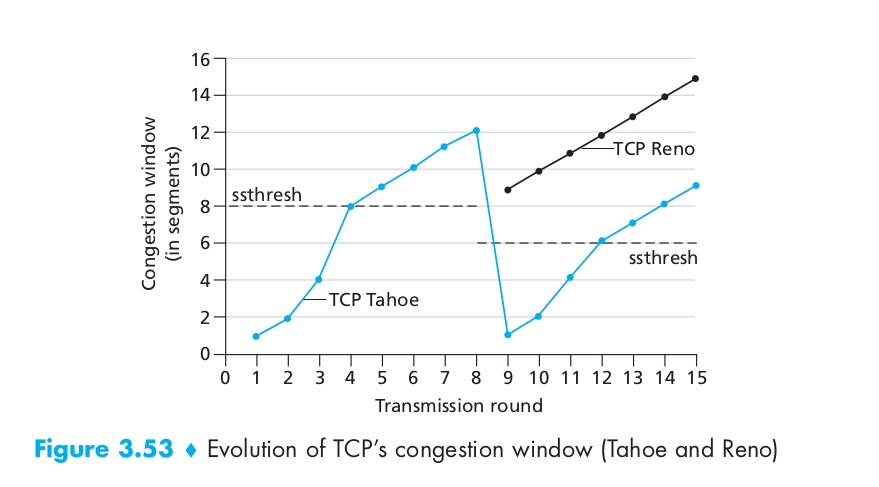 16
14
12
10
8
6
4
2
0
Congestion window
(in segments)
ssthresh
TCP Tahoe
TCP Reno
ssthresh
0 1 2 3 4 5 6 7 8 9 10 11 12 13 14 15
Transmission round
Figure 3.53 ♦ Evolution of TCP’s congestion window (Tahoe and Reno)